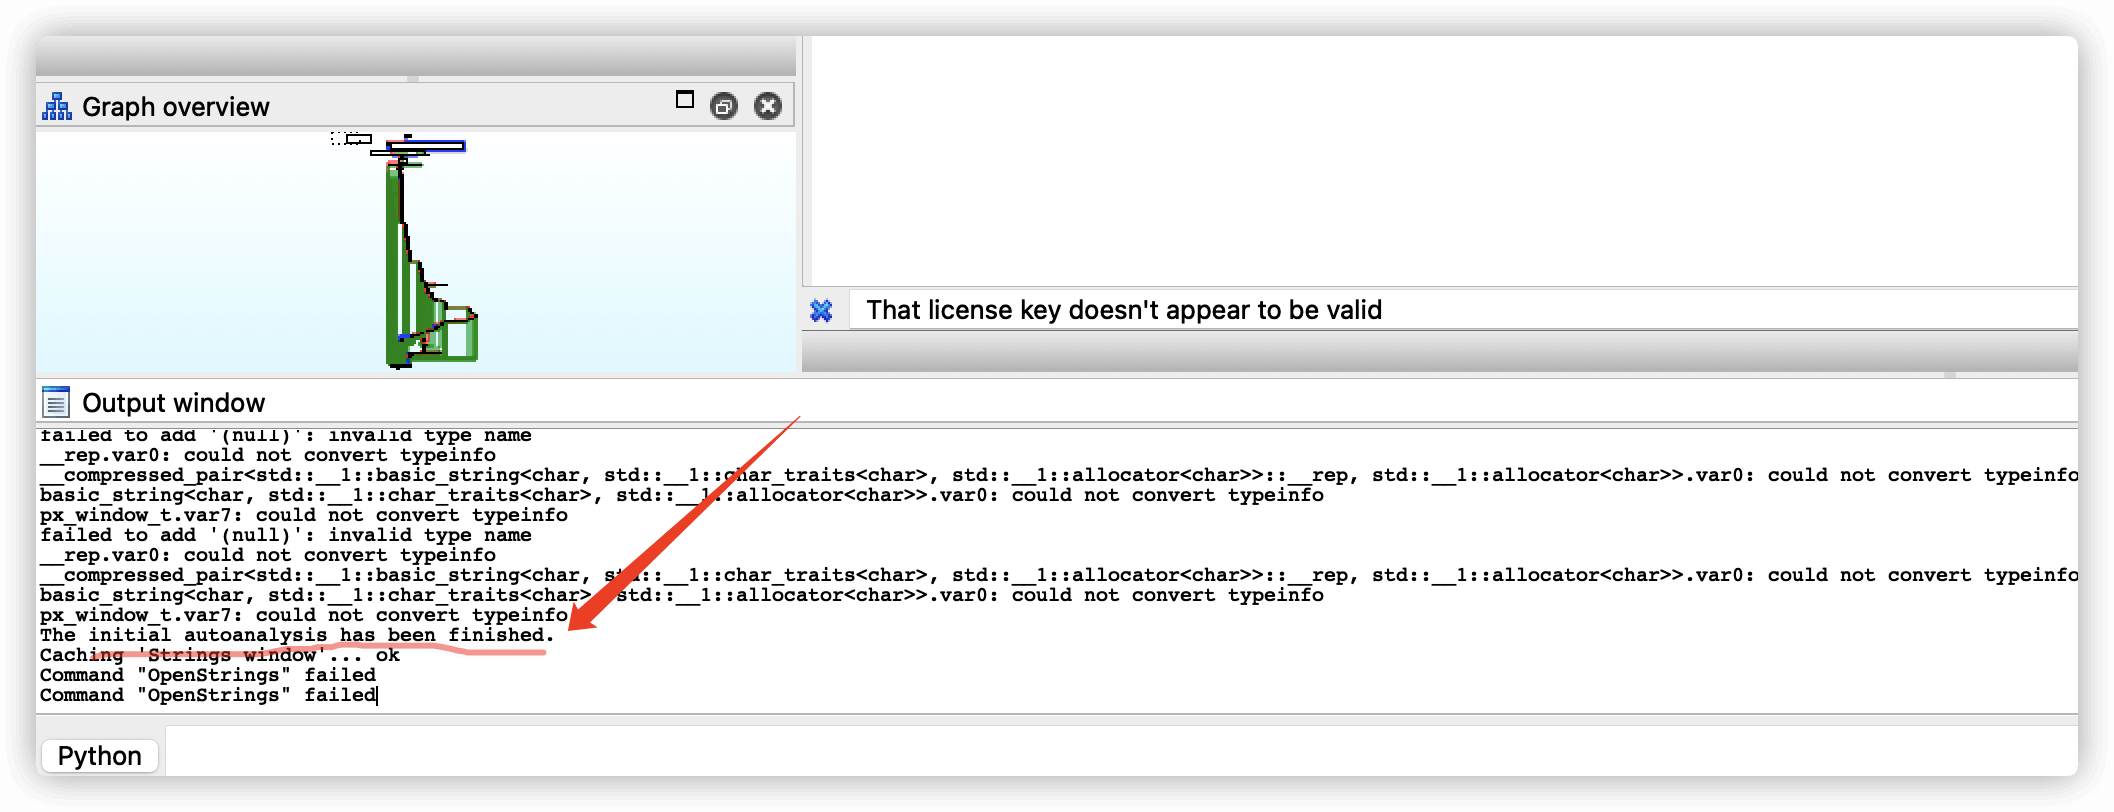 Graph overview
That license key doesn't appear to be valid
Output window
failed to add '(null)': invalid type name
__rep.var0: could not convert typeinfo
__compressed_pair<std::__1::basic_string<char, std::__1::char_traits<char>, std::__1::allocator<char>>::__rep, std::__1::allocator<char>>.var0: could not convert typeinfo
basic_string<char, std::__1::char_traits<char>, std::__1::allocator<char>>.var0: could not convert typeinfo
px_window_t.var7: could not convert typeinfo
failed to add '(null)': invalid type name
__rep.var0: could not convert typeinfo
__compressed_pair<std::__1::basic_string<char, std::__1::char_traits<char>, std::__1::allocator<char>>::__rep, std::__1::allocator<char>>.var0: could not convert typeinfo
basic_string<char, std::__1::char_traits<char>, std::__1::allocator<char>>.var0: could not convert typeinfo
px_window_t.var7: could not convert typeinfo
The initial autoanalysis has been finished.
Caching 'Strings window'... ok
Command "OpenStrings" failed
Command "OpenStrings" failed
Python